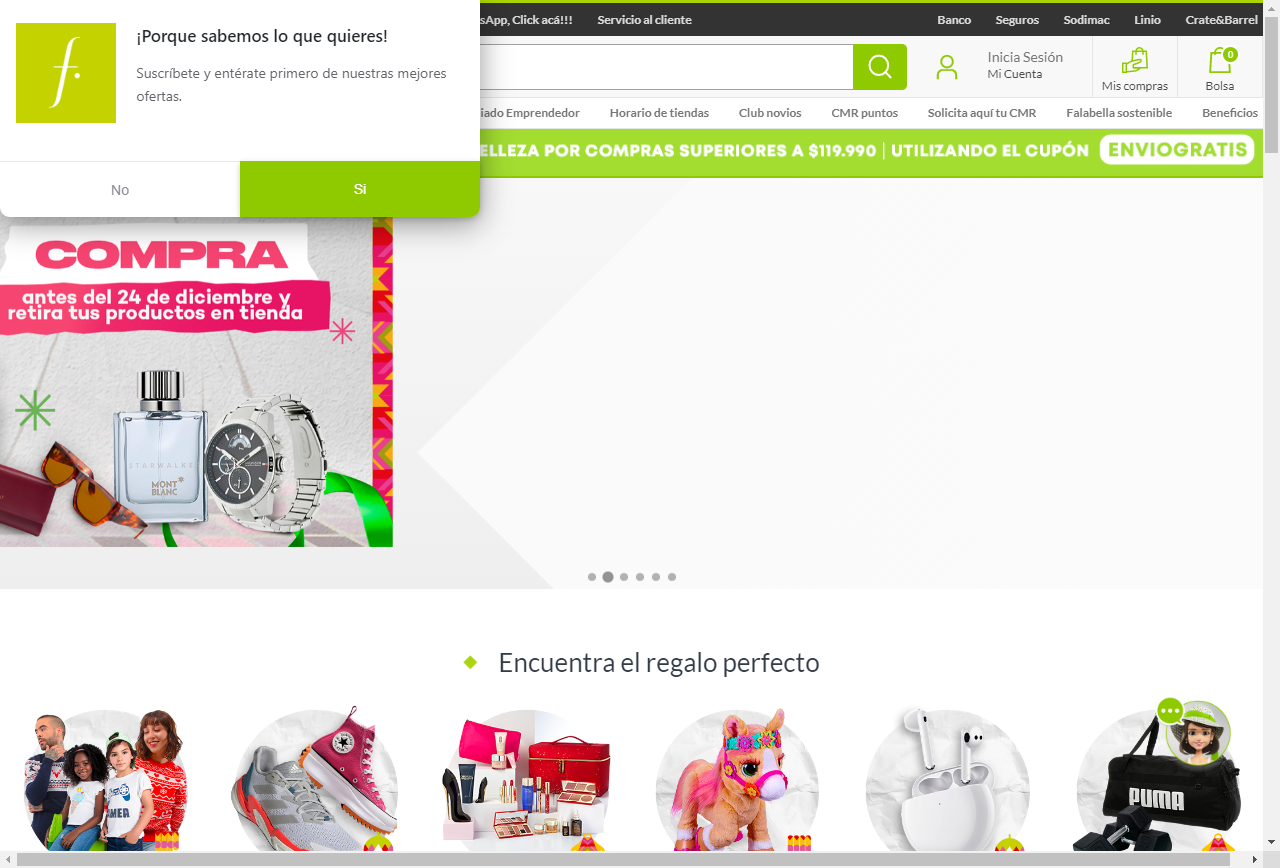 ¡Porque sabemos lo que quieres!
Suscríbete y entérate primero de nuestras mejores
ofertas.
No
Si
sApp, Click acá!!!
Servicio al cliente
Banco
Seguros
Sodimac
Linio
Crate&Barrel
Inicia Sesión
Mi Cuenta
Mis compras
0
Bolsa
iado Emprendedor
Horario de tiendas
Club novios
CMR puntos
Solicita aquí tu CMR
Falabella sostenible
Beneficios
ELLEZA POR COMPRAS SUPERIORES A $119.990 | UTILIZANDO EL CUPÓN
ENVIOGRATIS
COMPRA
antes del 24 de diciembre y
retira tus productos en tienda
STARWALKER
MONT
BLANC
Encuentra el regalo perfecto
PUMA